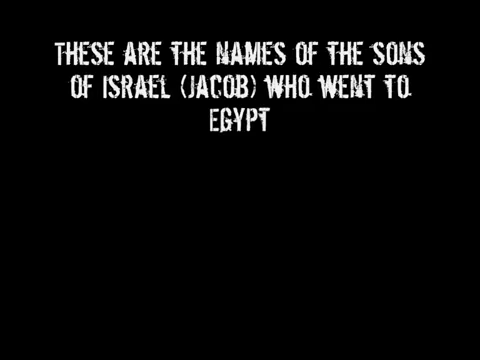 THESE ARE THE NAMES OF THE SONS
OF ISRAEL (JACOB) WHO WENT TO
EGYPT